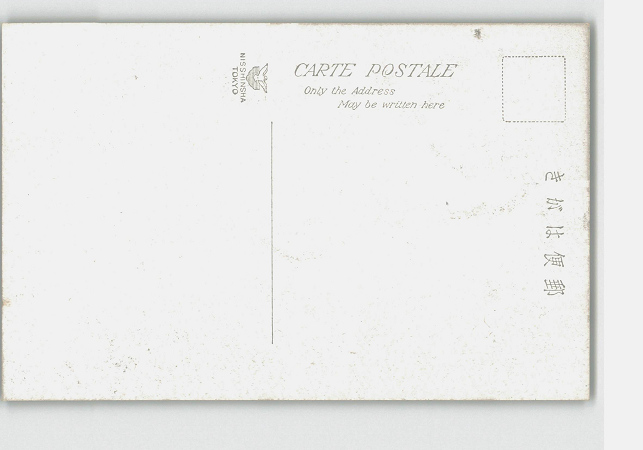 CARTE POSTALE
Only the Address
May be written here
NISSHINSHA
TOKYO
きがは便郵